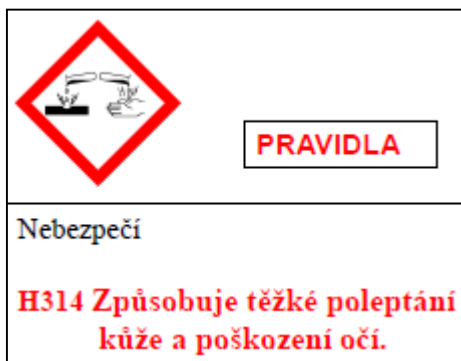 PRAVIDLA
Nebezpečí
H314 Způsobuje těžké poleptání
kůže a poškození očí.